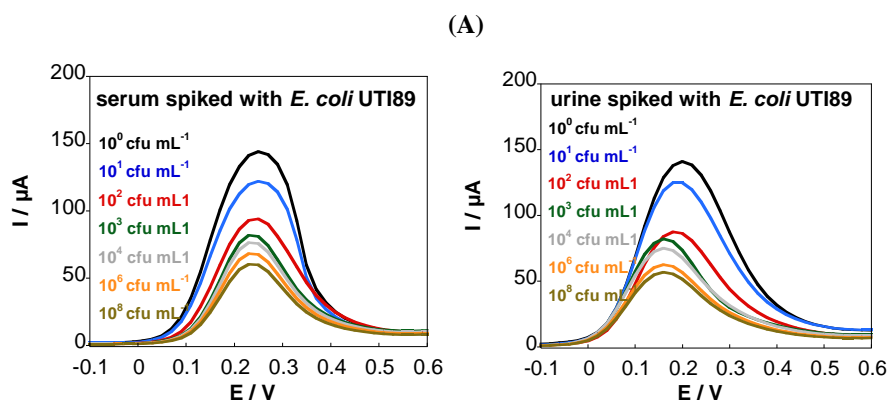 (A)
200
150
100
50
0
I / µA
serum spiked with E. coli UTI89
10⁰ cfu mL⁻¹
10¹ cfu mL⁻¹
10² cfu mL1
10³ cfu mL1
10⁴ cfu mL1
10⁶ cfu mL⁻¹
10⁸ cfu mL
-0.1 0 0.1 0.2 0.3 0.4 0.5 0.6
E / V
200
150
100
50
0
I / µA
urine spiked with E. coli UTI89
10⁰ cfu mL⁻¹
10¹ cfu mL⁻¹
10² cfu mL1
10³ cfu mL1
10⁴ cfu mL1
10⁶ cfu mL⁻
10⁸ cfu mL
-0.1 0 0.1 0.2 0.3 0.4 0.5 0.6
E / V